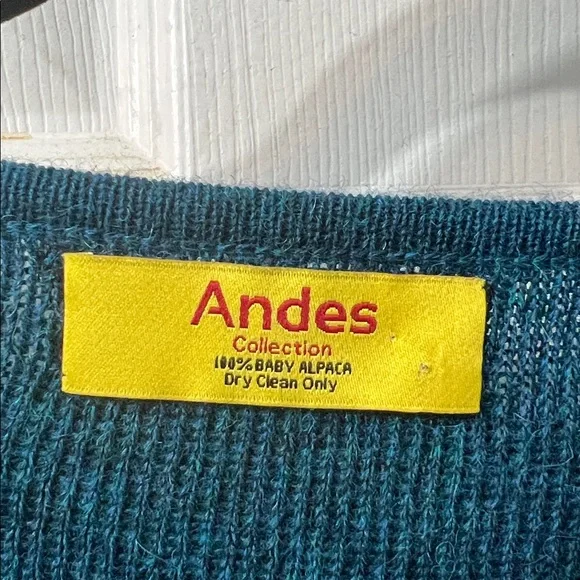 Andes
Collection
100% BABY ALPACA
Dry Clean Only